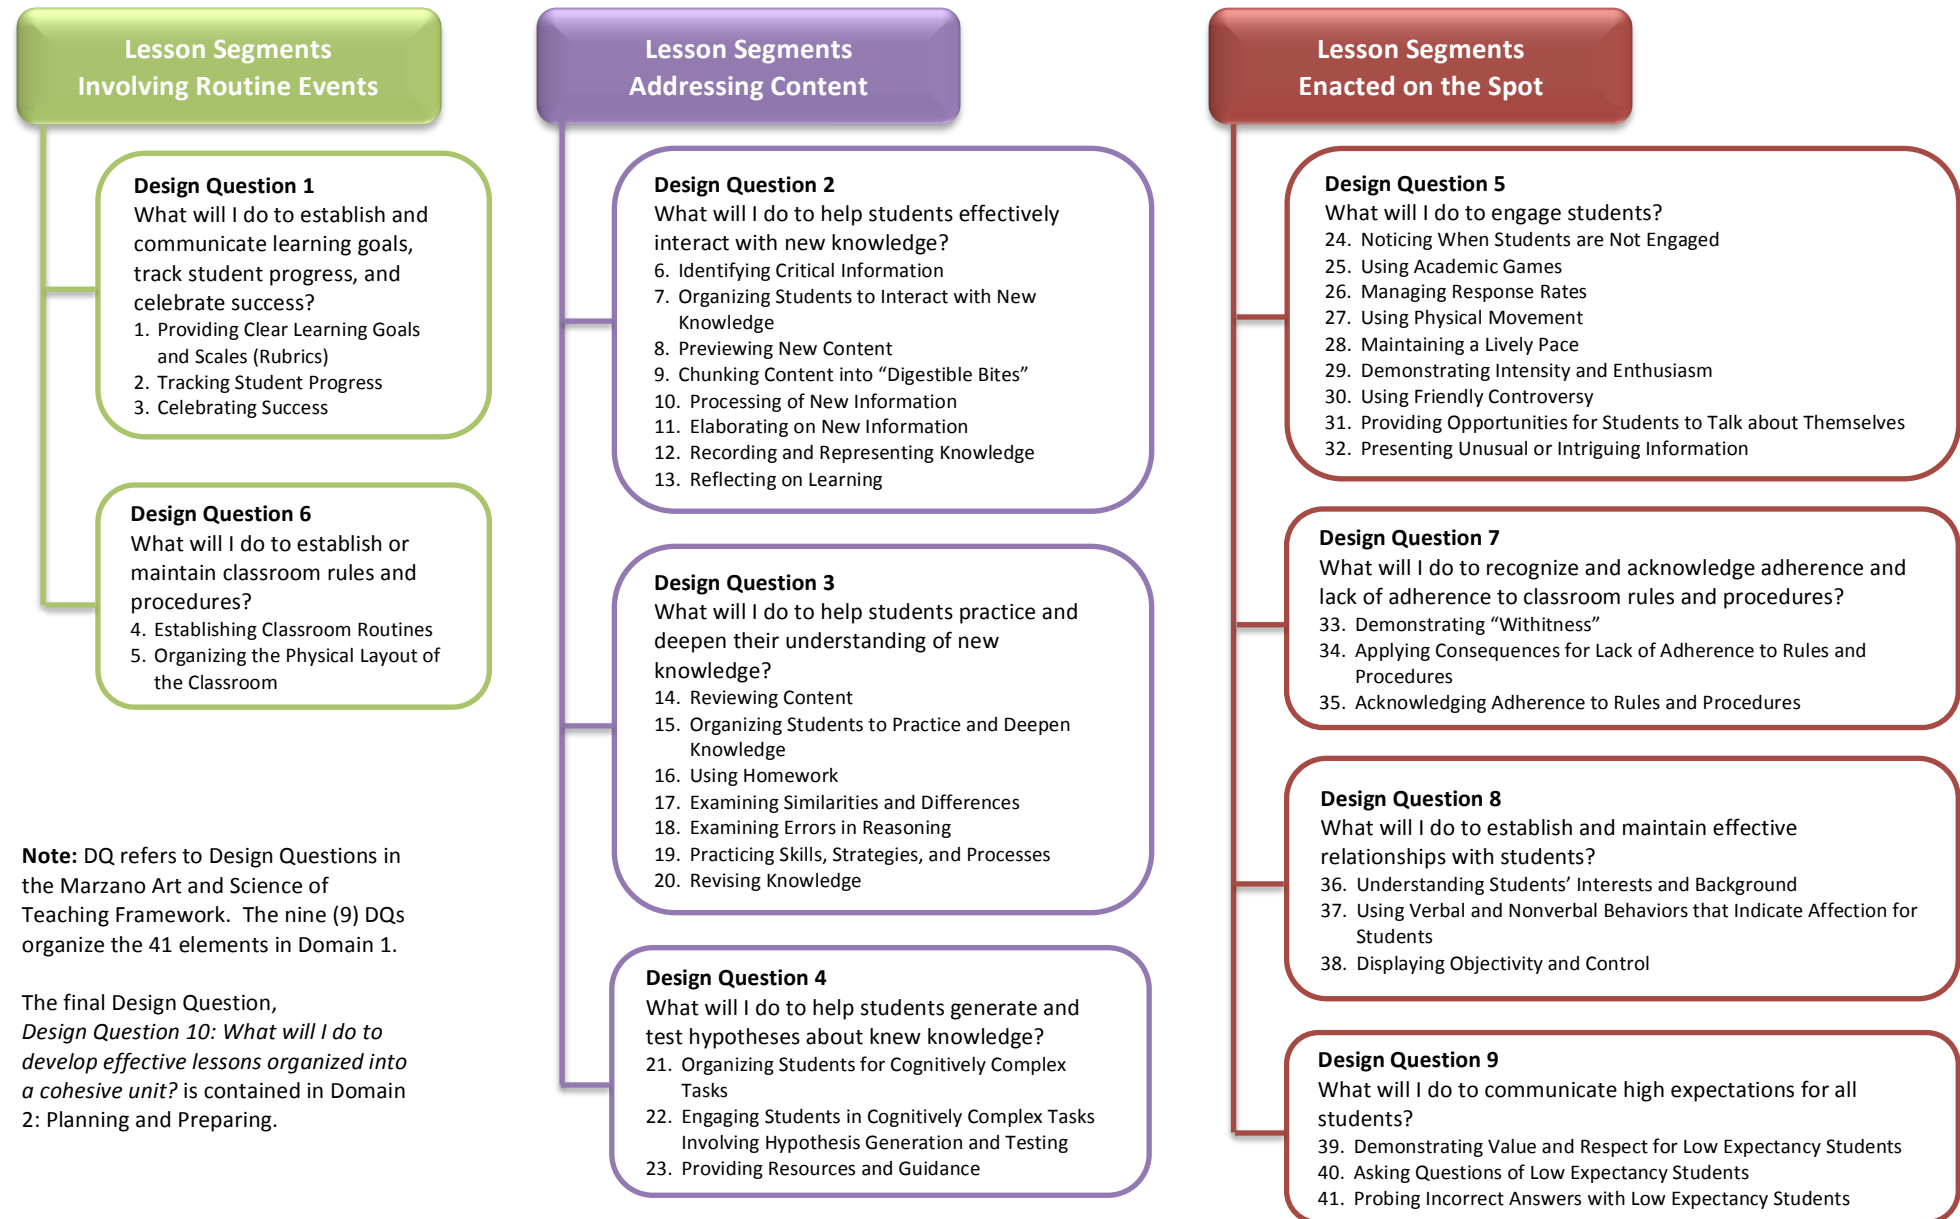 Lesson Segments
Involving Routine Events
Design Question 1
What will I do to establish and
communicate learning goals,
track student progress, and
celebrate success?
1. Providing Clear Learning Goals
and Scales (Rubrics)
2. Tracking Student Progress
3. Celebrating Success
Design Question 6
What will I do to establish or
maintain classroom rules and
procedures?
4. Establishing Classroom Routines
5. Organizing the Physical Layout of
the Classroom
Note: DQ refers to Design Questions in
the Marzano Art and Science of
Teaching Framework. The nine (9) DQs
organize the 41 elements in Domain 1.
The final Design Question,
Design Question 10: What will I do to
develop effective lessons organized into
a cohesive unit? is contained in Domain
2: Planning and Preparing.
Lesson Segments
Addressing Content
Design Question 2
What will I do to help students effectively
interact with new knowledge?
6. Identifying Critical Information
7. Organizing Students to Interact with New
Knowledge
8. Previewing New Content
9. Chunking Content into “Digestible Bites”
10. Processing of New Information
11. Elaborating on New Information
12. Recording and Representing Knowledge
13. Reflecting on Learning
Design Question 3
What will I do to help students practice and
deepen their understanding of new
knowledge?
14. Reviewing Content
15. Organizing Students to Practice and Deepen
Knowledge
16. Using Homework
17. Examining Similarities and Differences
18. Examining Errors in Reasoning
19. Practicing Skills, Strategies, and Processes
20. Revising Knowledge
Design Question 4
What will I do to help students generate and
test hypotheses about knew knowledge?
21. Organizing Students for Cognitively Complex
Tasks
22. Engaging Students in Cognitively Complex Tasks
Involving Hypothesis Generation and Testing
23. Providing Resources and Guidance
Lesson Segments
Enacted on the Spot
Design Question 5
What will I do to engage students?
24. Noticing When Students are Not Engaged
25. Using Academic Games
26. Managing Response Rates
27. Using Physical Movement
28. Maintaining a Lively Pace
29. Demonstrating Intensity and Enthusiasm
30. Using Friendly Controversy
31. Providing Opportunities for Students to Talk about Themselves
32. Presenting Unusual or Intriguing Information
Design Question 7
What will I do to recognize and acknowledge adherence and
lack of adherence to classroom rules and procedures?
33. Demonstrating “Withitness”
34. Applying Consequences for Lack of Adherence to Rules and
Procedures
35. Acknowledging Adherence to Rules and Procedures
Design Question 8
What will I do to establish and maintain effective
relationships with students?
36. Understanding Students’ Interests and Background
37. Using Verbal and Nonverbal Behaviors that Indicate Affection for
Students
38. Displaying Objectivity and Control
Design Question 9
What will I do to communicate high expectations for all
students?
39. Demonstrating Value and Respect for Low Expectancy Students
40. Asking Questions of Low Expectancy Students
41. Probing Incorrect Answers with Low Expectancy Students